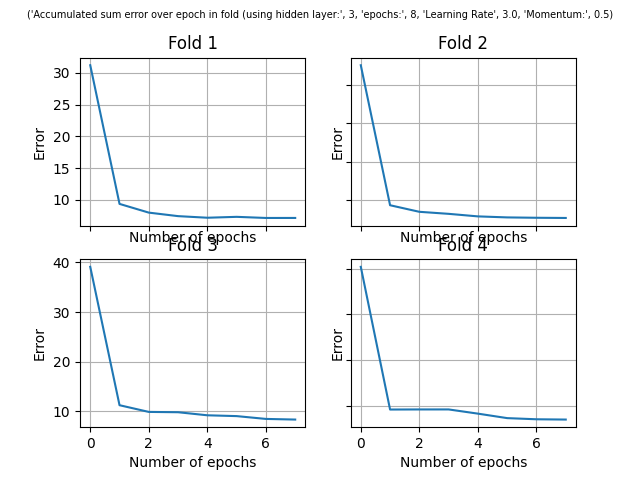 ('Accumulated sum error over epoch in fold (using hidden layer:', 3, 'epochs:', 8, 'Learning Rate', 3.0, 'Momentum:', 0.5)
Fold 1
Fold 2
30
25
20
15
10
Error
Error
Number of epochs
Number of epochs
Fold 3
Fold 4
40
30
20
10
Error
Error
0 2 4 6
0 2 4 6
Number of epochs
Number of epochs